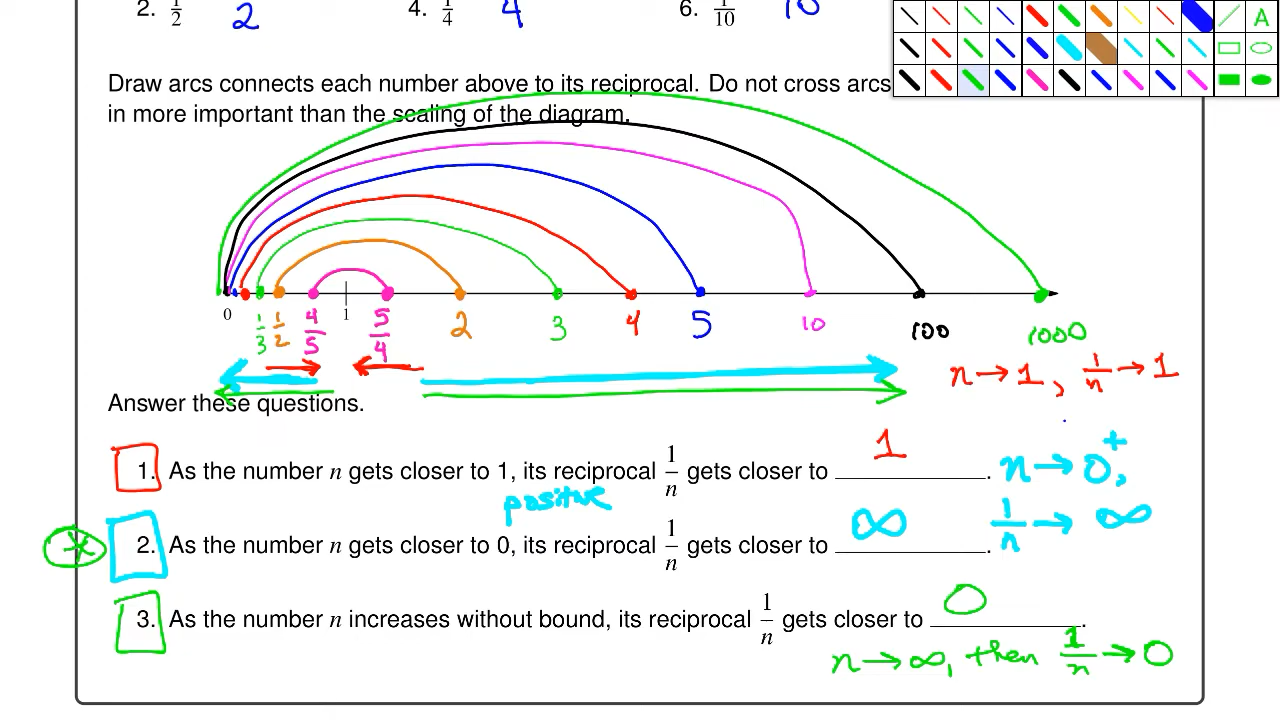 2. 1/2 2 4. 1/4 4 6. 1/10 10
A
Draw arcs connects each number above to its reciprocal. Do not cross arcs
in more important than the scaling of the diagram.
0 1/3 1/2 4/5 1 5/4 2 3 4 5 10 100 1000
n → 1, 1/n → 1
Answer these questions.
1. As the number n gets closer to 1, its reciprocal 1/n gets closer to 1.
n → 0⁺,
positive
2. As the number n gets closer to 0, its reciprocal 1/n gets closer to ∞.
1/n → ∞
3. As the number n increases without bound, its reciprocal 1/n gets closer to 0.
n → ∞, then 1/n → 0